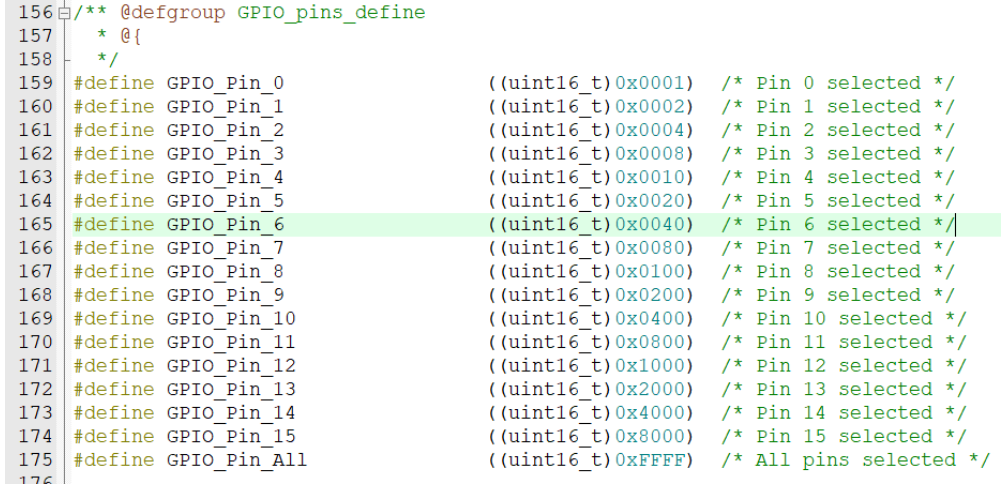 156 /** @defgroup GPIO_pins_define
157   * @{
158   */
159 #define GPIO_Pin_0                 ((uint16_t)0x0001)  /* Pin 0 selected */
160 #define GPIO_Pin_1                 ((uint16_t)0x0002)  /* Pin 1 selected */
161 #define GPIO_Pin_2                 ((uint16_t)0x0004)  /* Pin 2 selected */
162 #define GPIO_Pin_3                 ((uint16_t)0x0008)  /* Pin 3 selected */
163 #define GPIO_Pin_4                 ((uint16_t)0x0010)  /* Pin 4 selected */
164 #define GPIO_Pin_5                 ((uint16_t)0x0020)  /* Pin 5 selected */
165 #define GPIO_Pin_6                 ((uint16_t)0x0040)  /* Pin 6 selected */
166 #define GPIO_Pin_7                 ((uint16_t)0x0080)  /* Pin 7 selected */
167 #define GPIO_Pin_8                 ((uint16_t)0x0100)  /* Pin 8 selected */
168 #define GPIO_Pin_9                 ((uint16_t)0x0200)  /* Pin 9 selected */
169 #define GPIO_Pin_10                ((uint16_t)0x0400)  /* Pin 10 selected */
170 #define GPIO_Pin_11                ((uint16_t)0x0800)  /* Pin 11 selected */
171 #define GPIO_Pin_12                ((uint16_t)0x1000)  /* Pin 12 selected */
172 #define GPIO_Pin_13                ((uint16_t)0x2000)  /* Pin 13 selected */
173 #define GPIO_Pin_14                ((uint16_t)0x4000)  /* Pin 14 selected */
174 #define GPIO_Pin_15                ((uint16_t)0x8000)  /* Pin 15 selected */
175 #define GPIO_Pin_All               ((uint16_t)0xFFFF)  /* All pins selected */
176